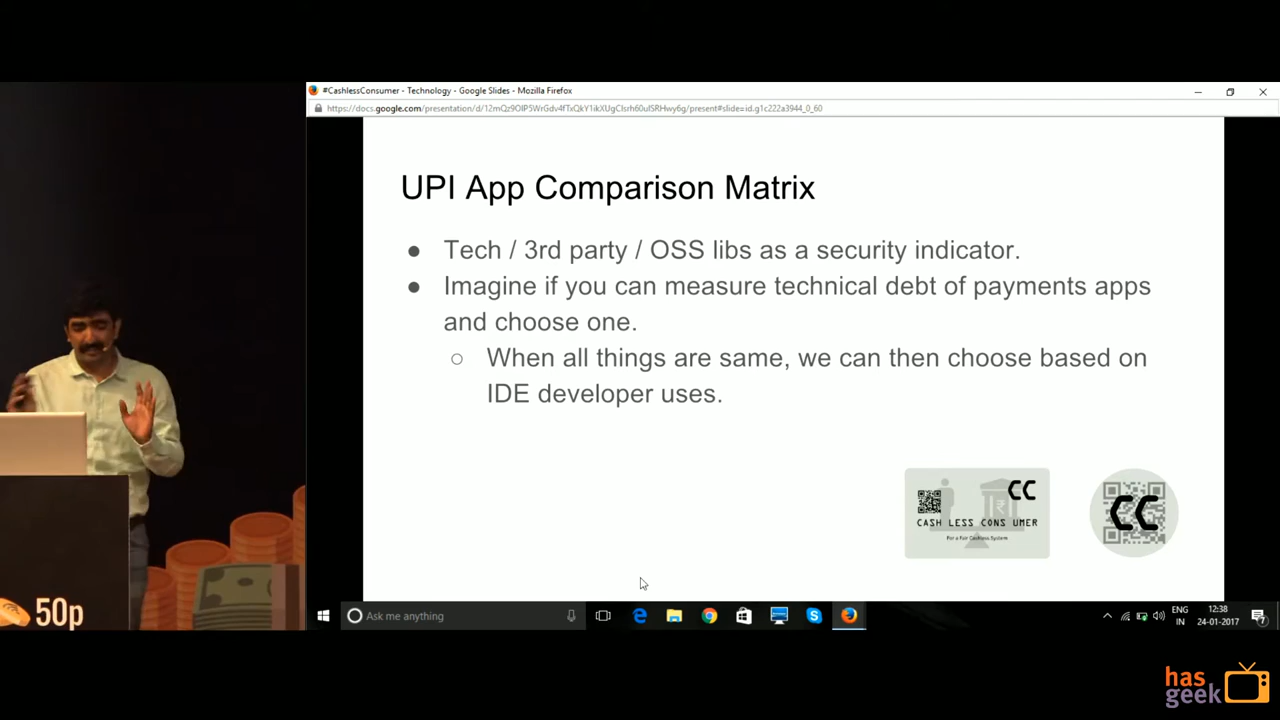 #CashlessConsumer - Technology - Google Slides - Mozilla Firefox
UPI App Comparison Matrix
● Tech / 3rd party / OSS libs as a security indicator.
● Imagine if you can measure technical debt of payments apps
and choose one.
○ When all things are same, we can then choose based on
IDE developer uses.
CC
CASH LESS CONS UMER
For a Fair Cashless System
CC
Ask me anything
ENG
IN
12:38
24-01-2017
50p
has
geek